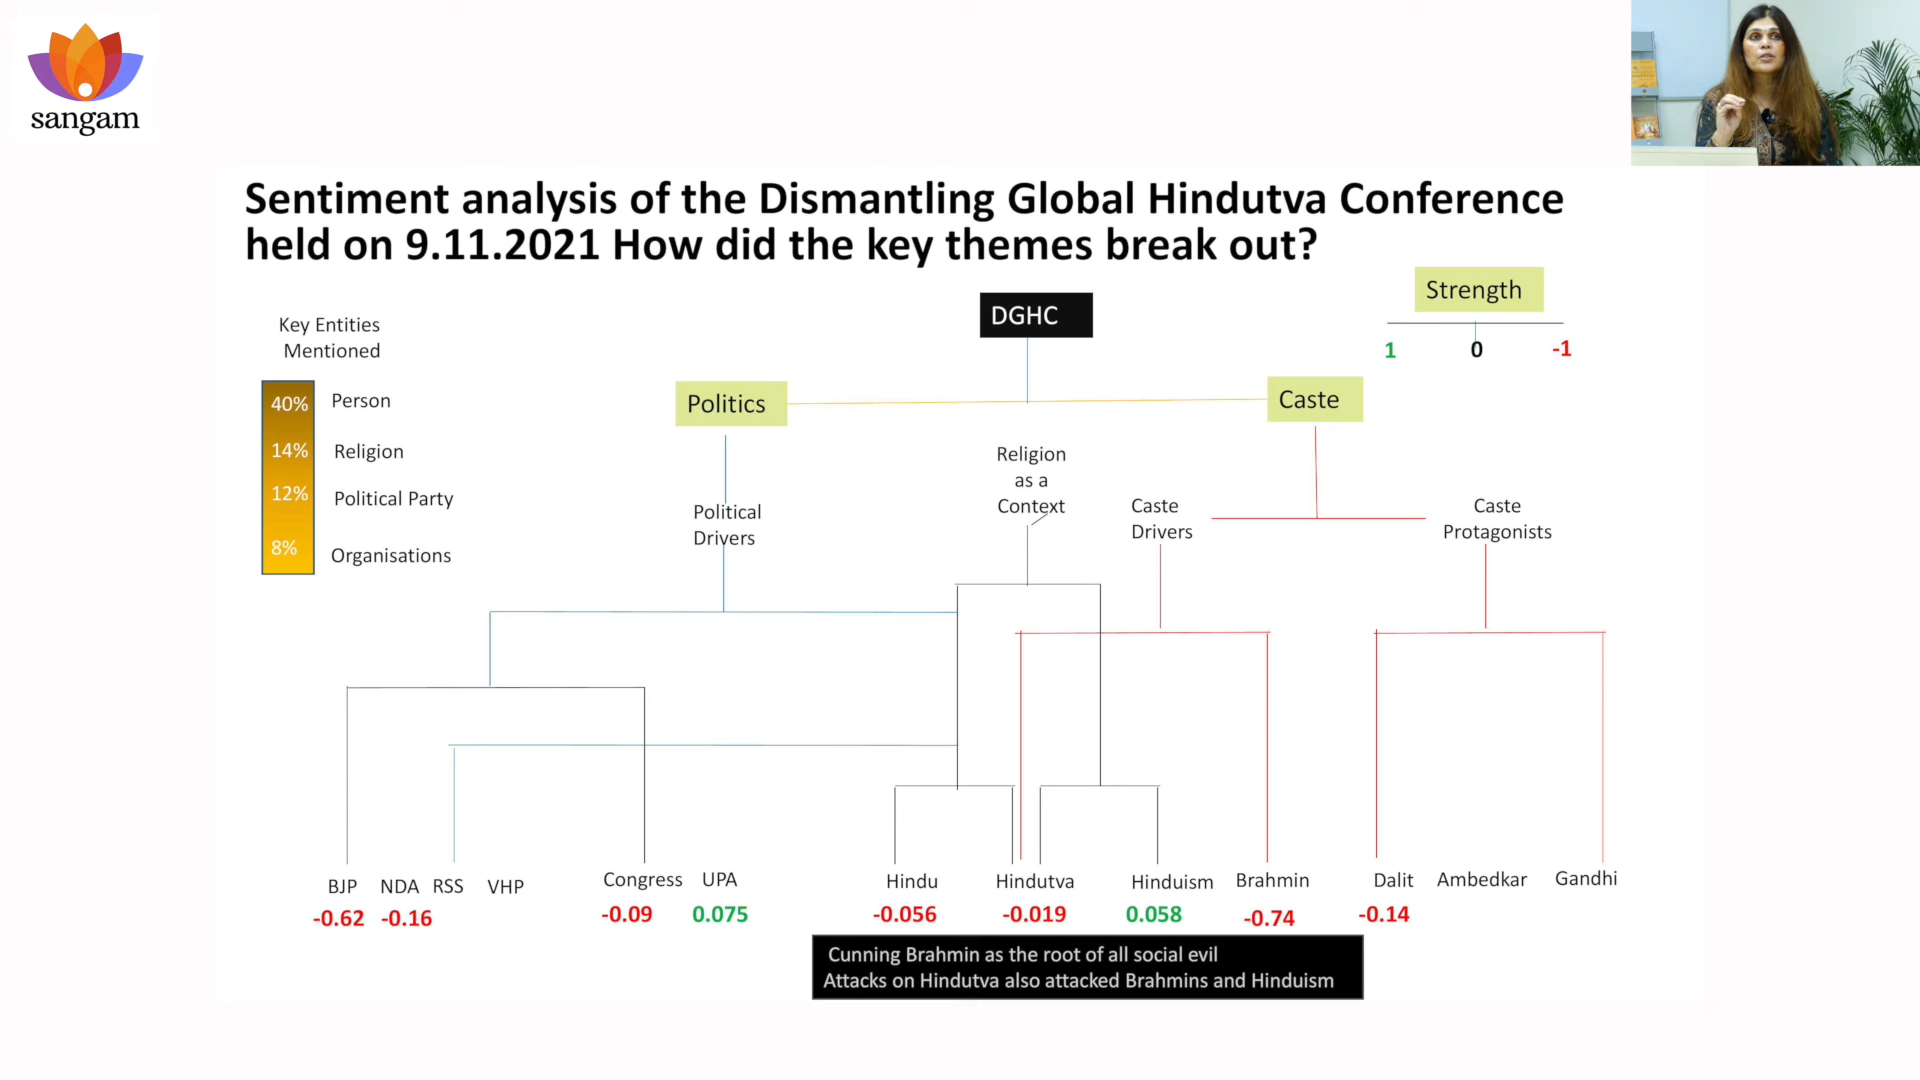 sangam
Sentiment analysis of the Dismantling Global Hindutva Conference
held on 9.11.2021 How did the key themes break out?
Strength
1 0 -1
DGHC
Key Entities
Mentioned
40% Person
14% Religion
12% Political Party
8% Organisations
Politics
Caste
Religion
as a
Context
Political
Drivers
Caste
Drivers
Caste
Protagonists
BJP NDA RSS VHP Congress UPA Hindu Hindutva Hinduism Brahmin Dalit Ambedkar Gandhi
-0.62 -0.16 -0.09 0.075 -0.056 -0.019 0.058 -0.74 -0.14
Cunning Brahmin as the root of all social evil
Attacks on Hindutva also attacked Brahmins and Hinduism